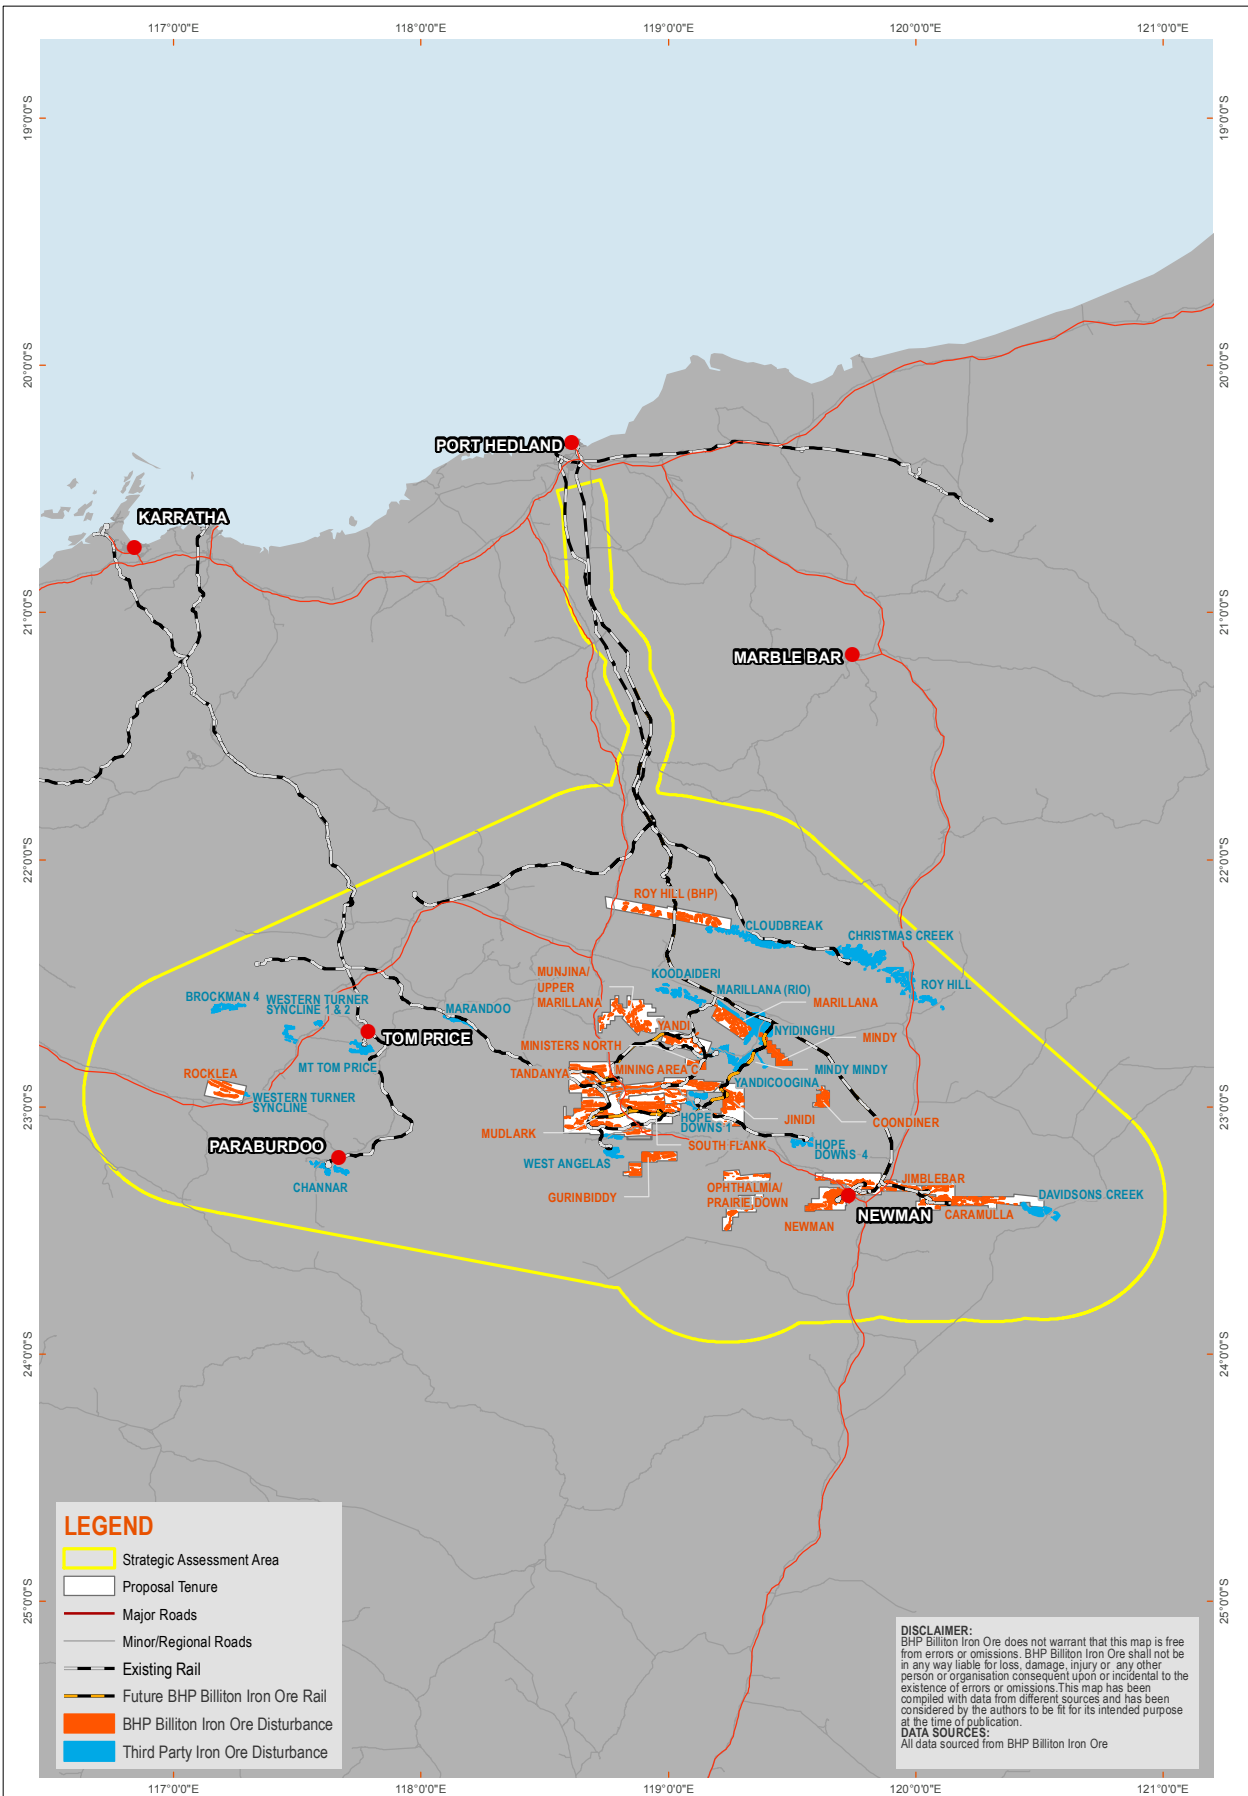 117°0'0"E
118°0'0"E
119°0'0"E
120°0'0"E
121°0'0"E
19°0'0"S
19°0'0"S
20°0'0"S
20°0'0"S
PORT HEDLAND
KARRATHA
21°0'0"S
21°0'0"S
MARBLE BAR
22°0'0"S
22°0'0"S
ROY HILL (BHP)
CLOUDBREAK
CHRISTMAS CREEK
ROY HILL
KOODAIDERI
MUNJINA/
UPPER
MARILLANA
MARILLANA (RIO)
MARILLANA
BROCKMAN 4
WESTERN TURNER
SYNCLINE 1 & 2
MARANDOO
TOM PRICE
YANDI
NYIDINGHU
MINDY
MINISTERS NORTH
MT TOM PRICE
ROCKLEA
TANDANYA
MINING AREA C
MINDY MINDY
YANDICOOGINA
WESTERN TURNER
SYNCLINE
23°0'0"S
23°0'0"S
HOPE
DOWNS 1
JINIDI
COONDINER
MUDLARK
PARABURDOO
SOUTH FLANK
HOPE
DOWNS 4
WEST ANGELAS
CHANNAR
GURINBIDDY
OPHTHALMIA/
PRAIRIE DOWN
JIMBLEBAR
DAVIDSONS CREEK
NEWMAN
NEWMAN
CARAMULLA
24°0'0"S
24°0'0"S
25°0'0"S
25°0'0"S
LEGEND
Strategic Assessment Area
Proposal Tenure
Major Roads
Minor/Regional Roads
Existing Rail
Future BHP Billiton Iron Ore Rail
BHP Billiton Iron Ore Disturbance
Third Party Iron Ore Disturbance
DISCLAIMER:
BHP Billiton Iron Ore does not warrant that this map is free
from errors or omissions. BHP Billiton Iron Ore shall not be
in any way liable for loss, damage, injury or any other
person or organisation consequent upon or incidental to the
existence of errors or omissions.This map has been
compiled with data from different sources and has been
considered by the authors to be fit for its intended purpose
at the time of publication.
DATA SOURCES:
All data sourced from BHP Billiton Iron Ore
117°0'0"E
118°0'0"E
119°0'0"E
120°0'0"E
121°0'0"E